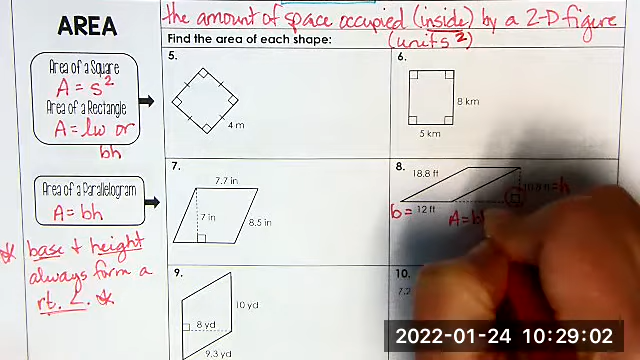 AREA
the amount of space occupied (inside) by a 2-D figure
(units²)
Find the area of each shape:
Area of a Square
A = s²
Area of a Rectangle
A = lw or
bh
Area of a Parallelogram
A = bh
* base + height
always form a
rt. ∠. *
5.
4 m
6.
8 km
5 km
7.
7.7 in
7 in
8.5 in
8.
18.8 ft
10.8 ft = h
b = 12 ft
A = bh
9.
10 yd
8 yd
9.3 yd
10.
7.2
2022-01-24 10:29:02